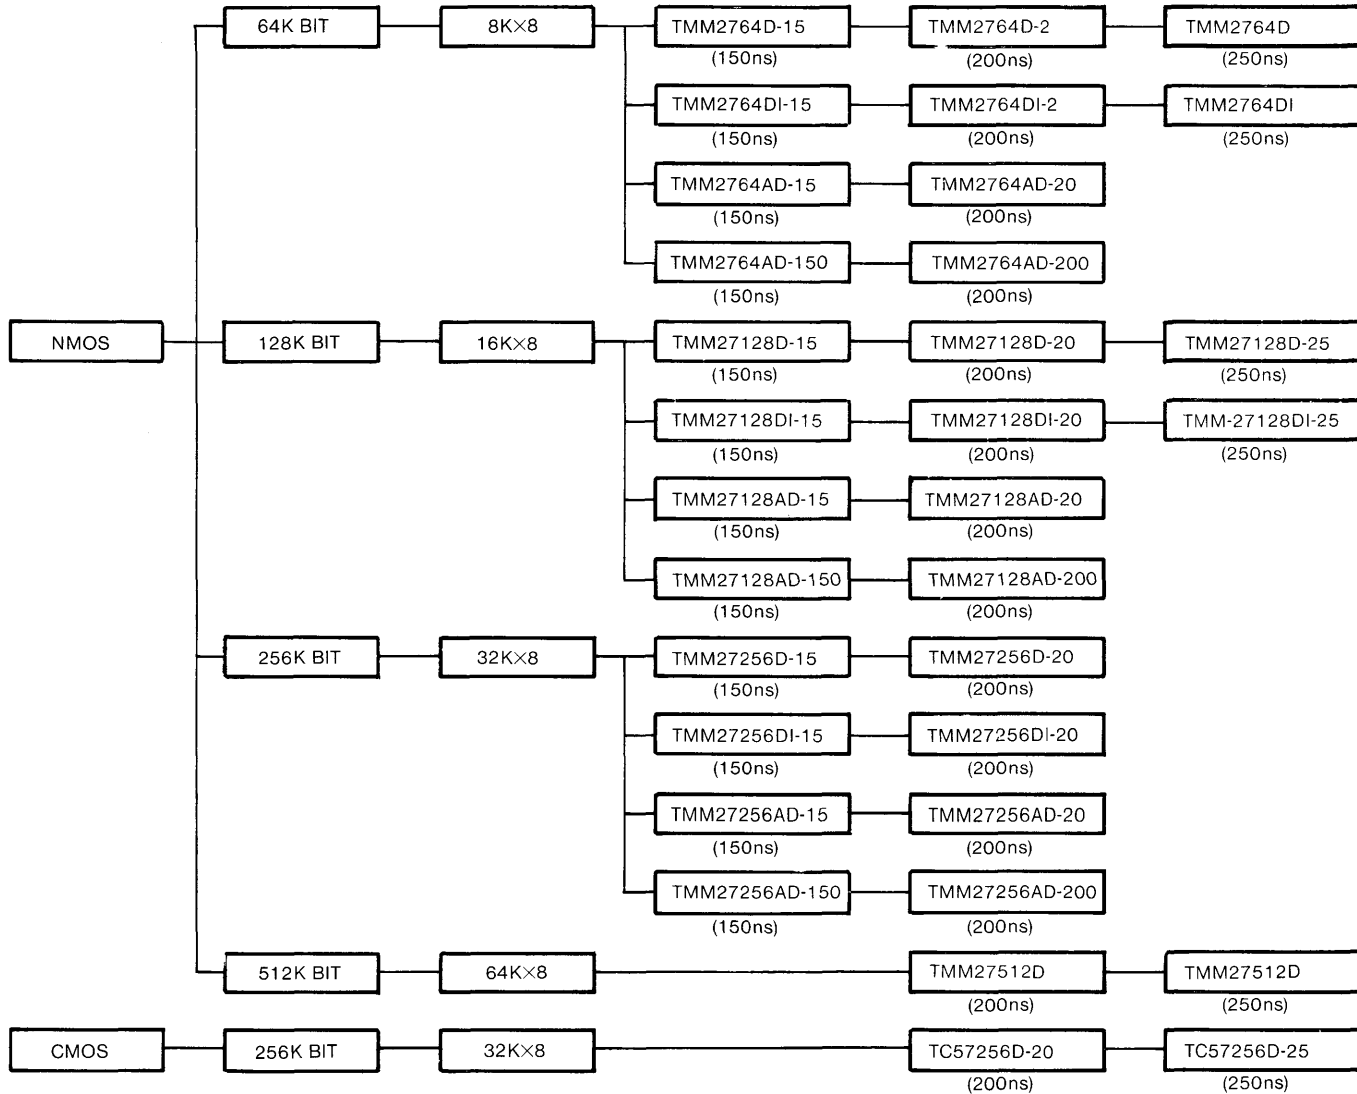 64K BIT 8K×8 TMM2764D-15 TMM2764D-2 TMM2764D
(150ns) (200ns) (250ns)
TMM2764DI-15 TMM2764DI-2 TMM2764DI
(150ns) (200ns) (250ns)
TMM2764AD-15 TMM2764AD-20
(150ns) (200ns)
TMM2764AD-150 TMM2764AD-200
(150ns) (200ns)
NMOS 128K BIT 16K×8 TMM27128D-15 TMM27128D-20 TMM27128D-25
(150ns) (200ns) (250ns)
TMM27128DI-15 TMM27128DI-20 TMM-27128DI-25
(150ns) (200ns) (250ns)
TMM27128AD-15 TMM27128AD-20
(150ns) (200ns)
TMM27128AD-150 TMM27128AD-200
(150ns) (200ns)
256K BIT 32K×8 TMM27256D-15 TMM27256D-20
(150ns) (200ns)
TMM27256DI-15 TMM27256DI-20
(150ns) (200ns)
TMM27256AD-15 TMM27256AD-20
(150ns) (200ns)
TMM27256AD-150 TMM27256AD-200
(150ns) (200ns)
512K BIT 64K×8 TMM27512D TMM27512D
(200ns) (250ns)
CMOS 256K BIT 32K×8 TC57256D-20 TC57256D-25
(200ns) (250ns)